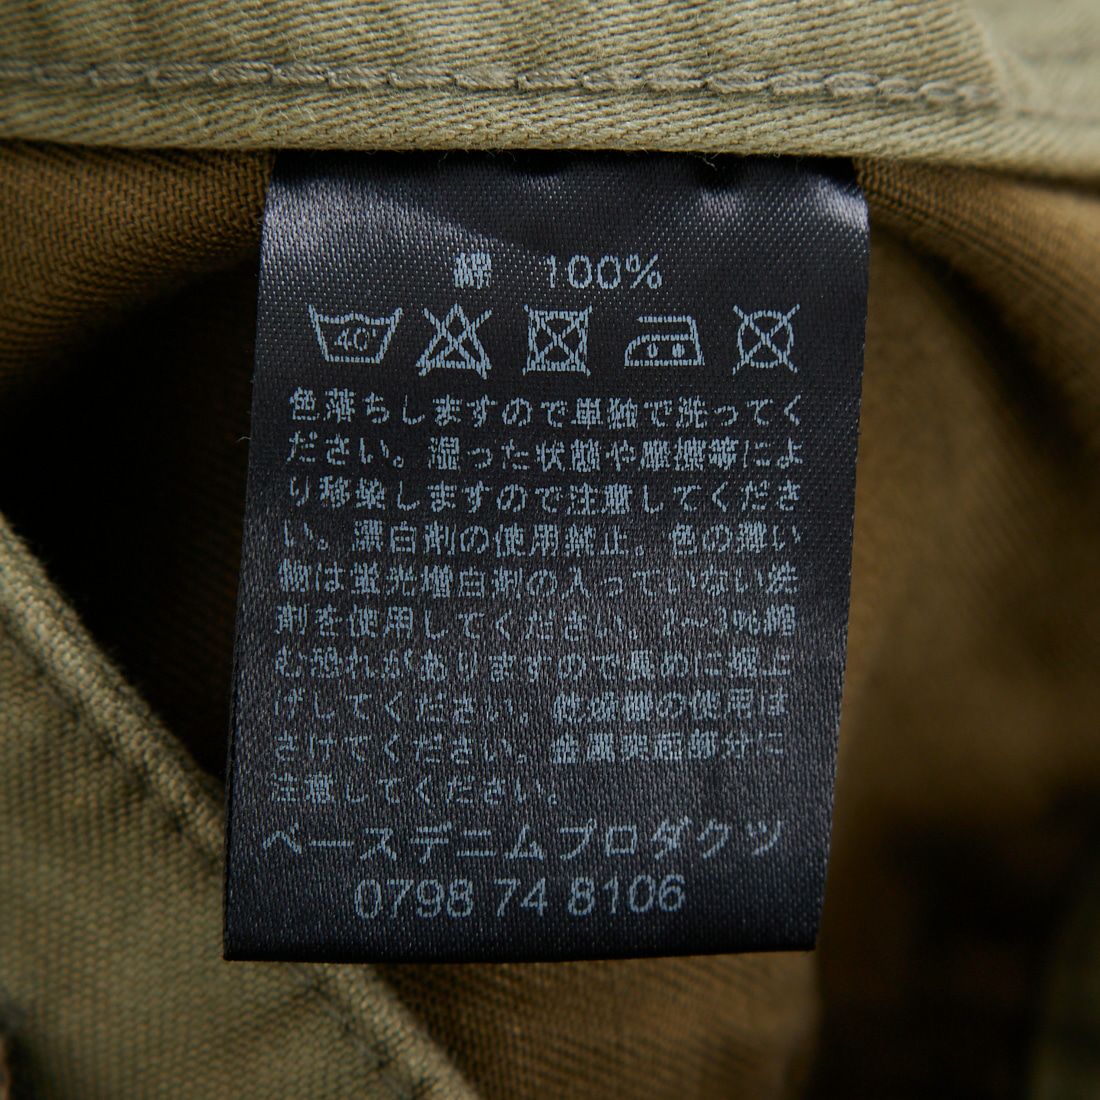 綿 100%
40
色落ちしますので単独で洗ってく
ださい。湿った状態や摩擦等によ
り移染しますので注意してくださ
い。漂白剤の使用禁止。色の薄い
物は蛍光増白剤の入っていない洗
剤を使用してください。2〜3%縮
む恐れがありますので長めに裾上
げしてください。乾燥機の使用は
さけてください。金属突起部分に
注意してください。
ベースデニムプロダクツ
0798 74 8106